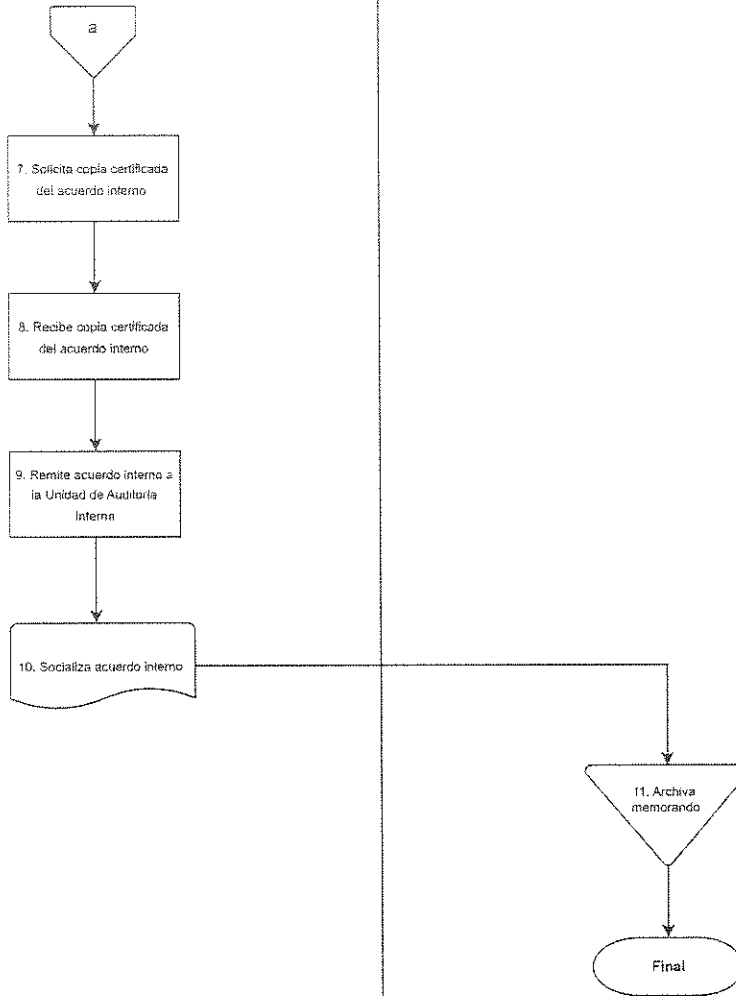 a
7. Solicita copia certificada
del acuerdo interno
8. Recibe copia certificada
del acuerdo interno
9. Remite acuerdo interno a
la Unidad de Auditoría
Interna
10. Socializa acuerdo interno
11. Archiva
memorando
Final